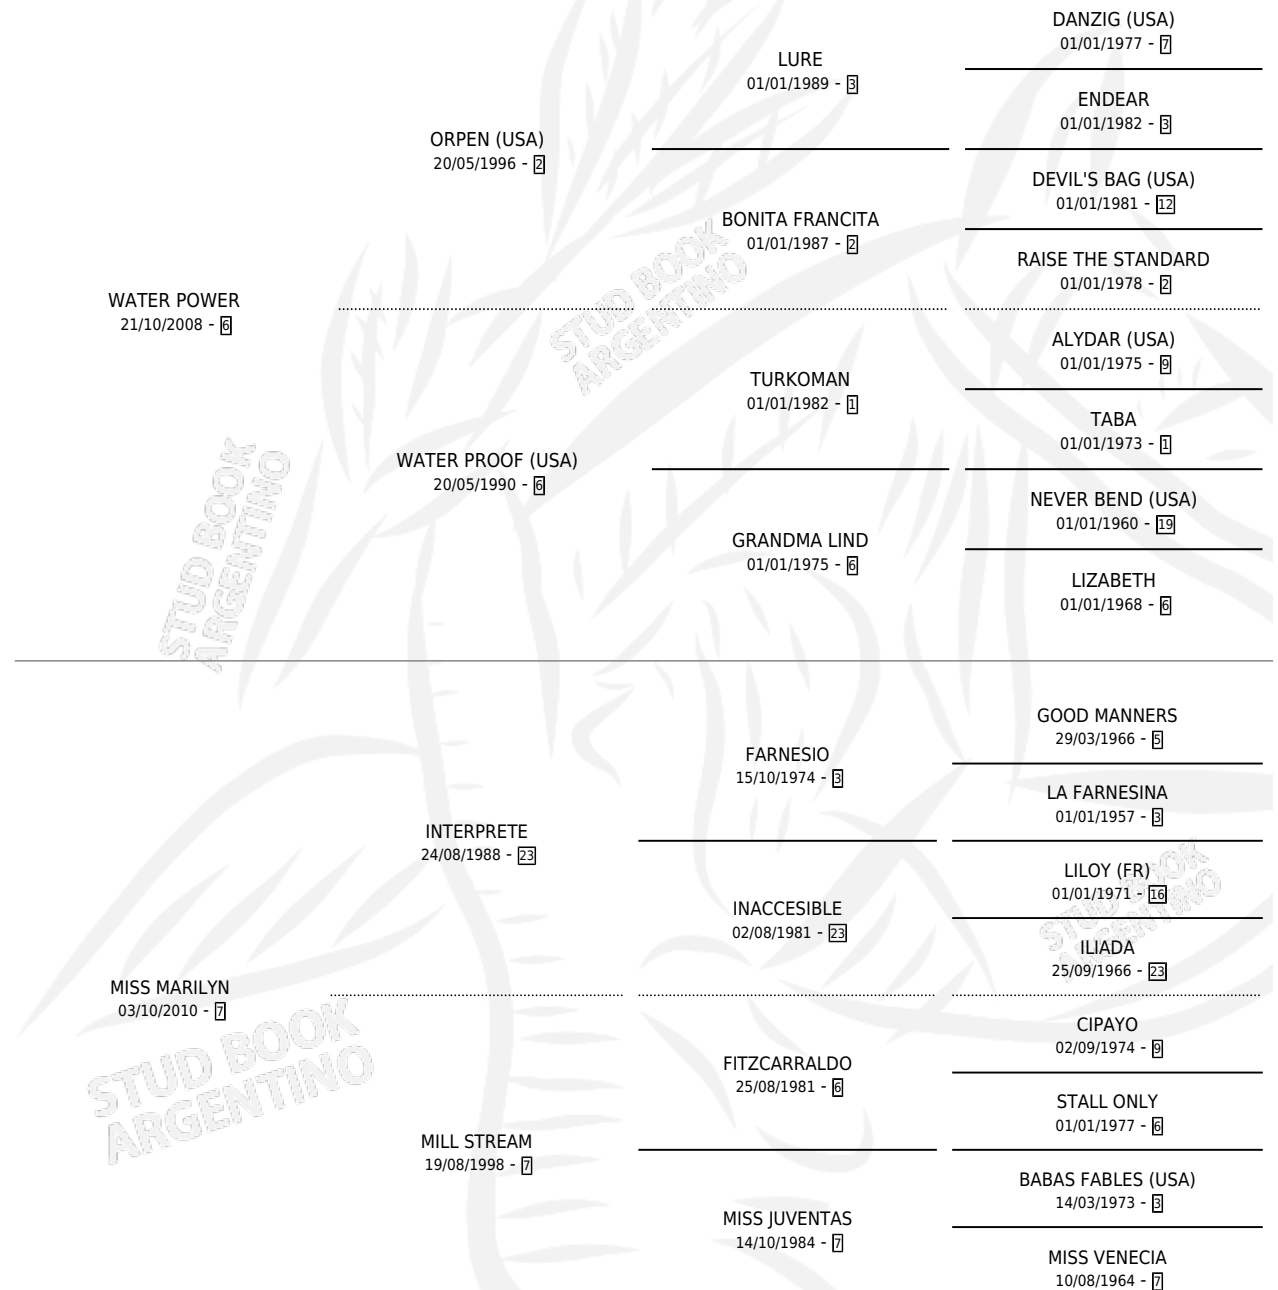 DANZIG (USA)
01/01/1977 - 7
LURE
01/01/1989 - 3
ENDEAR
01/01/1982 - 3
ORPEN (USA)
20/05/1996 - 2
DEVIL'S BAG (USA)
01/01/1981 - 12
BONITA FRANCITA
01/01/1987 - 2
RAISE THE STANDARD
01/01/1978 - 2
WATER POWER
21/10/2008 - 6
STUD BOOK
ARGENTINO
ALYDAR (USA)
01/01/1975 - 9
TURKOMAN
01/01/1982 - 1
TABA
01/01/1973 - 1
WATER PROOF (USA)
20/05/1990 - 6
NEVER BEND (USA)
01/01/1960 - 19
GRANDMA LIND
01/01/1975 - 6
LIZABETH
01/01/1968 - 6
STUD BOOK
ARGENTINO
GOOD MANNERS
29/03/1966 - 5
FARNESIO
15/10/1974 - 3
LA FARNESINA
01/01/1957 - 3
INTERPRETE
24/08/1988 - 23
LILOY (FR)
01/01/1971 - 16
INACCESIBLE
02/08/1981 - 23
STUD BOOK
ARGENTINO
ILIADA
25/09/1966 - 23
MISS MARILYN
03/10/2010 - 7
STUD BOOK
ARGENTINO
CIPAYO
02/09/1974 - 9
FITZCARRALDO
25/08/1981 - 6
STALL ONLY
01/01/1977 - 6
MILL STREAM
19/08/1998 - 7
BABAS FABLES (USA)
14/03/1973 - 3
MISS JUVENTAS
14/10/1984 - 7
MISS VENECIA
10/08/1964 - 7